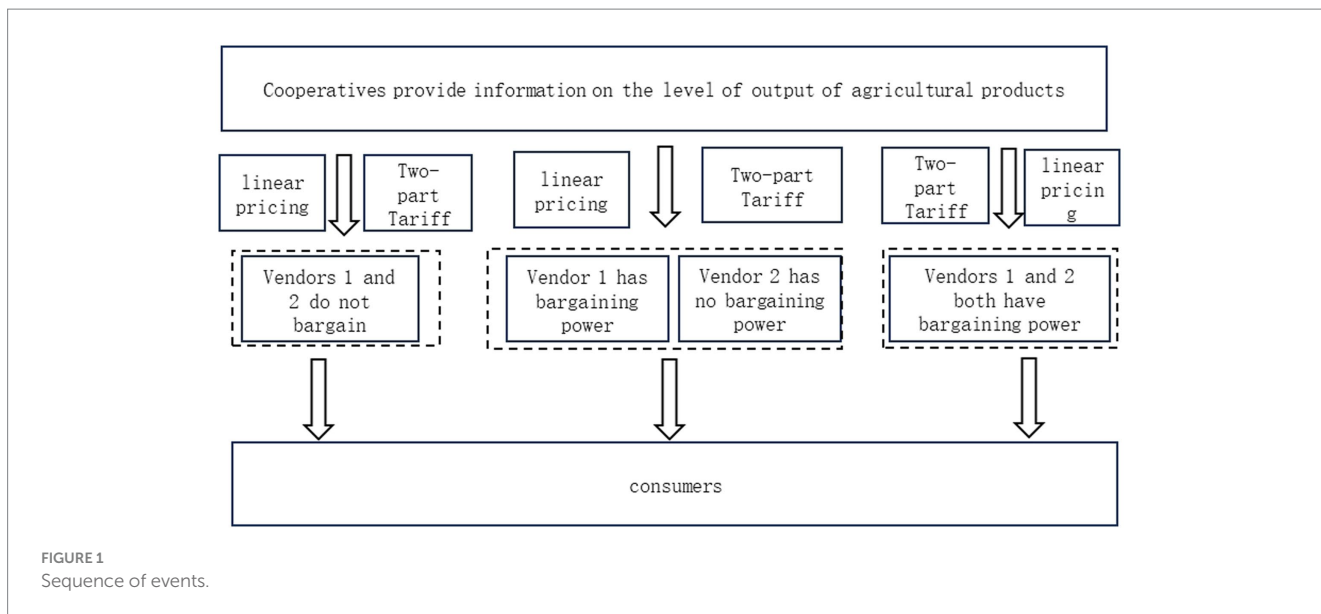 Cooperatives provide information on the level of output of agricultural products
linear
pricing
Two-
part
Tariff
linear
pricing
Two-part
Tariff
Two-
part
Tariff
linear
pricin
g
Vendors 1 and
2 do not
bargain
Vendor 1 has
bargaining
power
Vendor 2 has
no bargaining
power
Vendors 1 and 2
both have
bargaining power
consumers
FIGURE 1
Sequence of events.